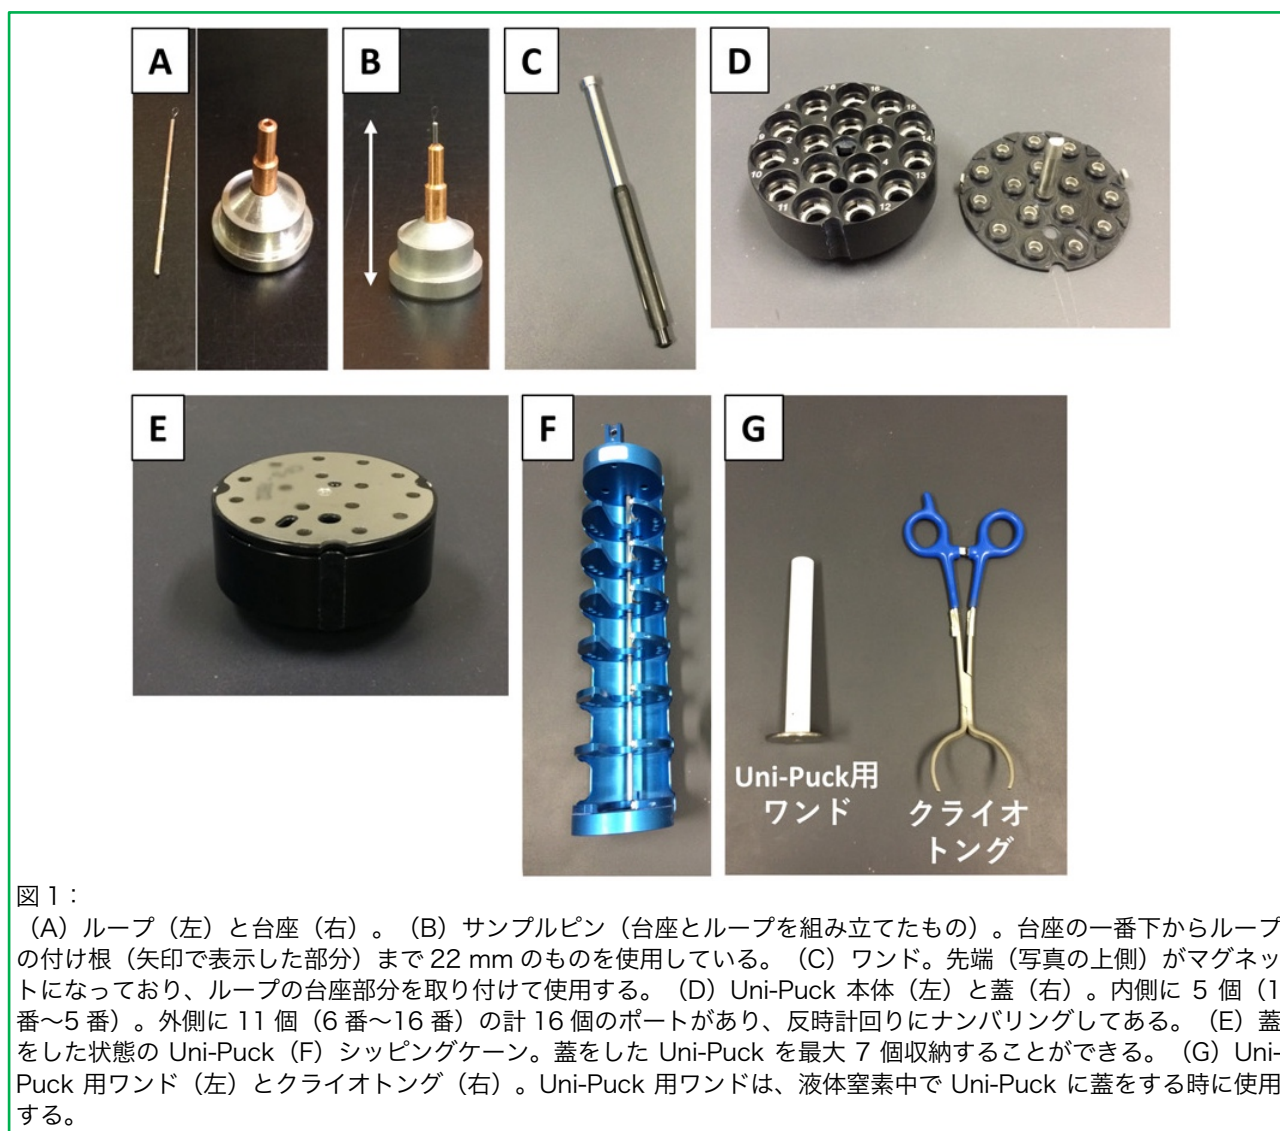 A
B
C
D
E
F
G
Uni-Puck用
ワンド
クライオ
トング
図1：
（A）ループ（左）と台座（右）。（B）サンプルピン（台座とループを組み立てたもの）。台座の一番下からループ
の付け根（矢印で表示した部分）まで 22 mm のものを使用している。（C）ワンド。先端（写真の上側）がマグネッ
トになっており、ループの台座部分を取り付けて使用する。（D）Uni-Puck 本体（左）と蓋（右）。内側に 5 個（1
番〜5 番）。外側に 11 個（6 番〜16 番）の計 16 個のポートがあり、反時計回りにナンバリングしてある。（E）蓋
をした状態の Uni-Puck（F）シッピングケーン。蓋をした Uni-Puck を最大 7 個収納することができる。（G）Uni-
Puck 用ワンド（左）とクライオトング（右）。Uni-Puck 用ワンドは、液体窒素中で Uni-Puck に蓋をする時に使用
する。